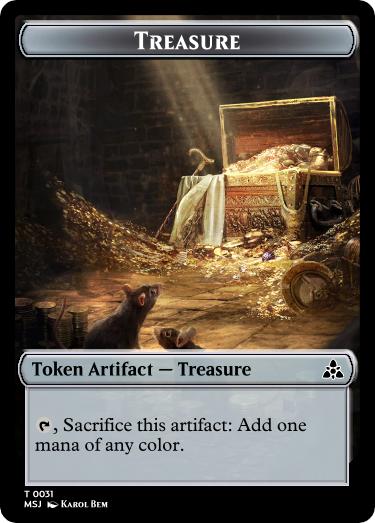 Treasure
Token Artifact — Treasure
, Sacrifice this artifact: Add one
mana of any color.
T 0031
MSJ Karol Bem